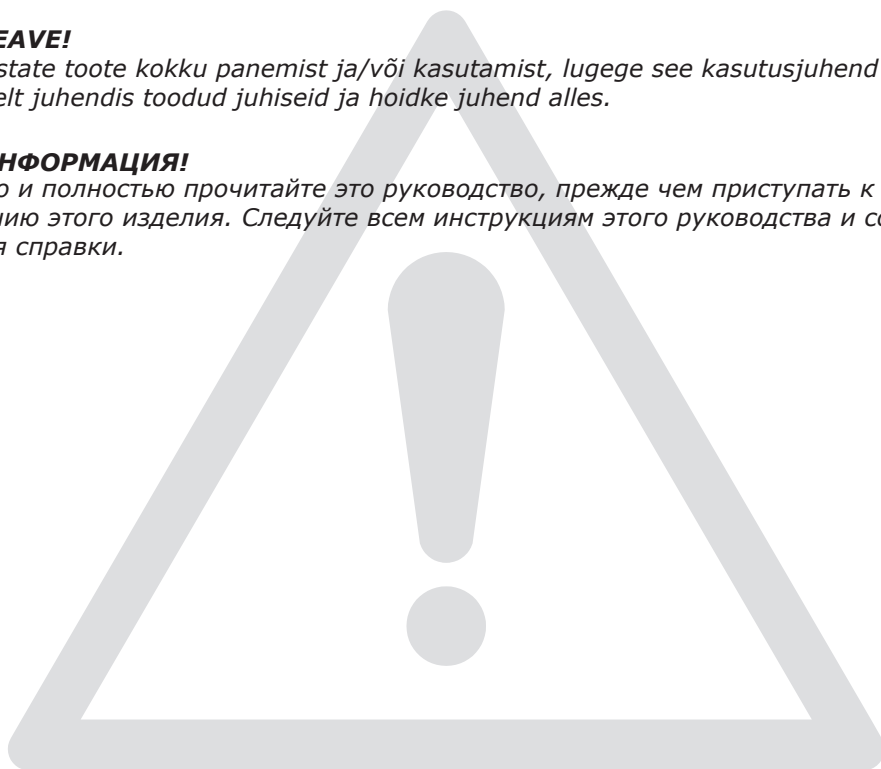 EAVE!
state toote kokku panemist ja/või kasutamist, lugege see kasutusjuhend
elt juhendis toodud juhiseid ja hoidke juhend alles.
НФОРМАЦИЯ!
о и полностью прочитайте это руководство, прежде чем приступать к
нию этого изделия. Следуйте всем инструкциям этого руководства и со
я справки.